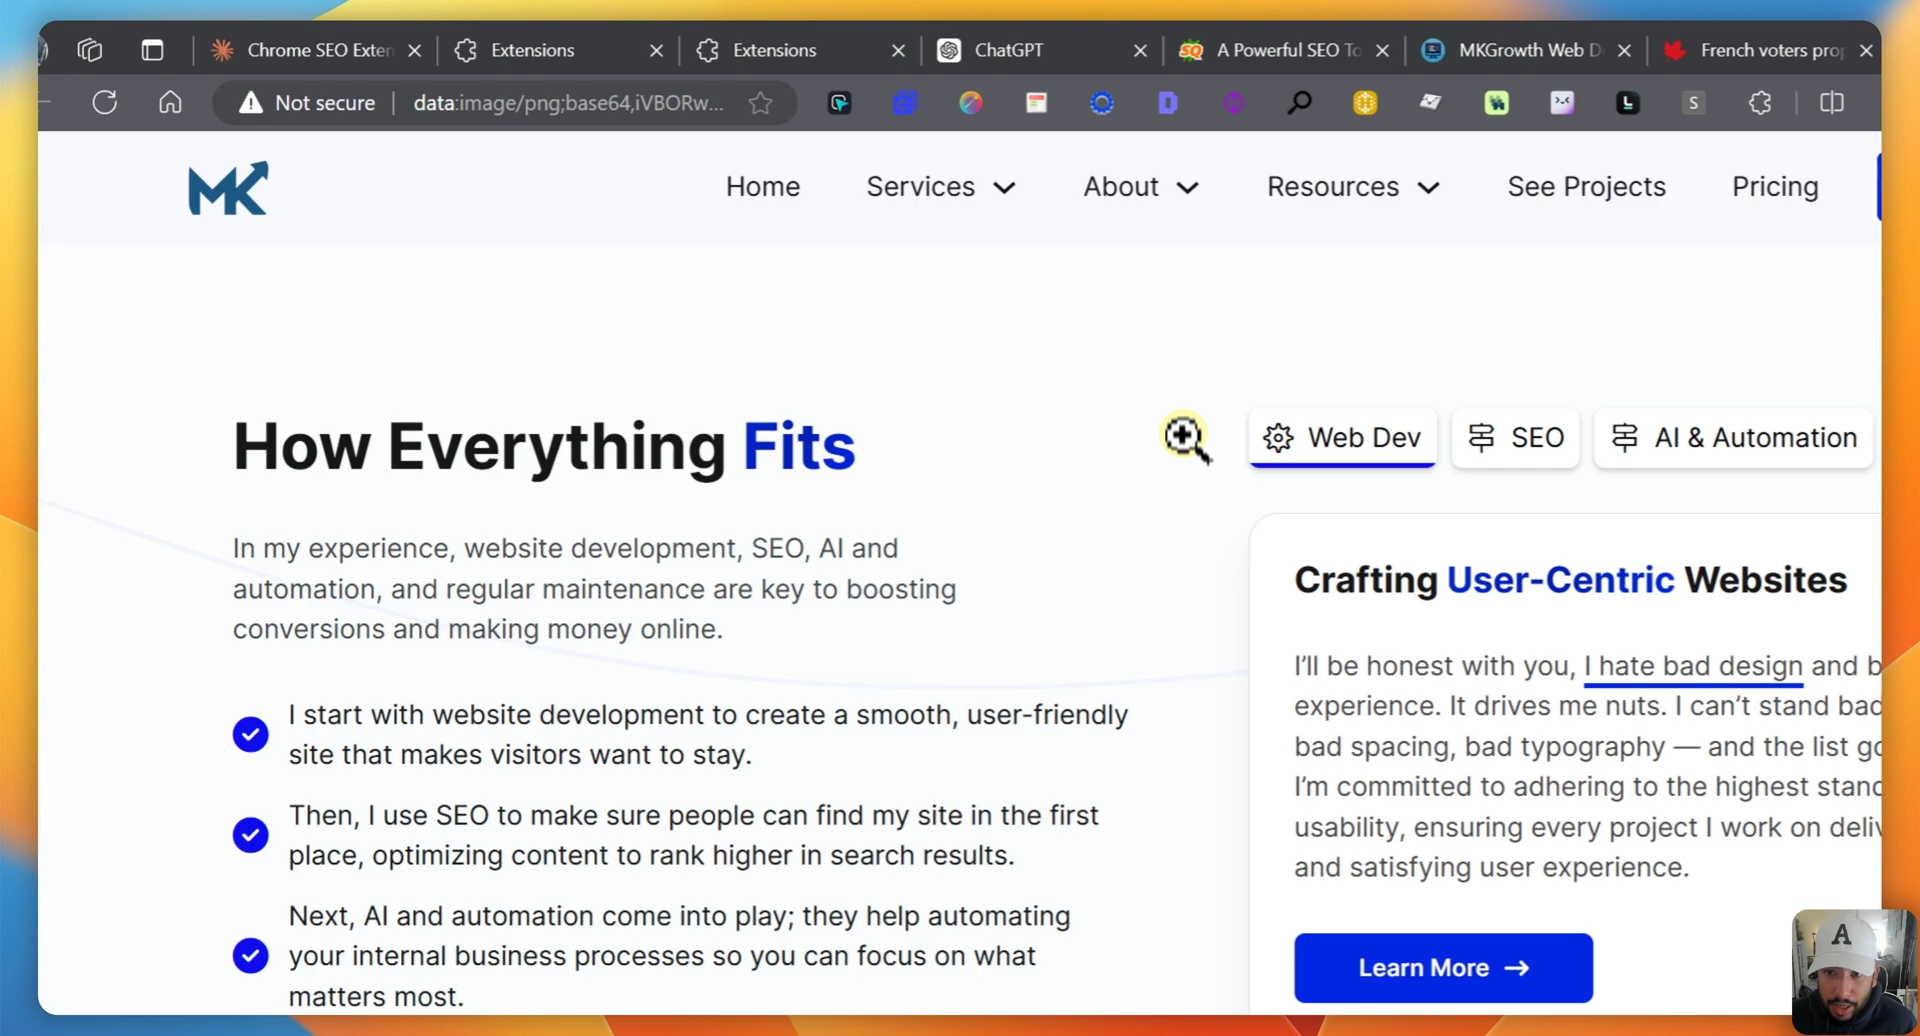 Chrome SEO Exten
Extensions
Extensions
ChatGPT
A Powerful SEO To
MKGrowth Web D
French voters prop
Not secure
data:image/png;base64,iVBORw...
MK
Home
Services
About
Resources
See Projects
Pricing
How Everything Fits
In my experience, website development, SEO, AI and
automation, and regular maintenance are key to boosting
conversions and making money online.
I start with website development to create a smooth, user-friendly
site that makes visitors want to stay.
Then, I use SEO to make sure people can find my site in the first
place, optimizing content to rank higher in search results.
Next, AI and automation come into play; they help automating
your internal business processes so you can focus on what
matters most.
Web Dev
SEO
AI & Automation
Crafting User-Centric Websites
I'll be honest with you, I hate bad design and b
experience. It drives me nuts. I can't stand bad
bad spacing, bad typography — and the list go
I'm committed to adhering to the highest stand
usability, ensuring every project I work on deliv
and satisfying user experience.
Learn More →
A